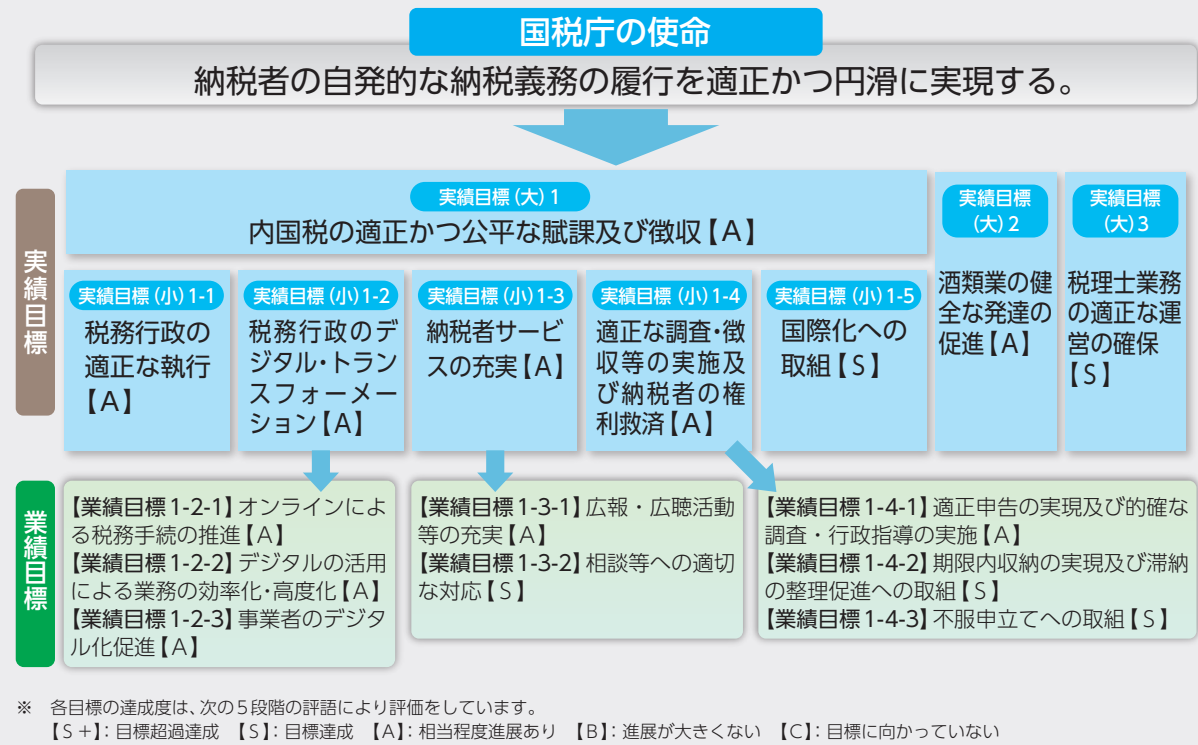 国税庁の使命
納税者の自発的な納税義務の履行を適正かつ円滑に実現する。
実績目標
実績目標(大)1
内国税の適正かつ公平な賦課及び徴収【A】
実績目標(小)1-1
税務行政の
適正な執行
【A】
実績目標(小)1-2
税務行政のデ
ジタル・トラン
スフォーメー
ション【A】
実績目標(小)1-3
納税者サービ
スの充実【A】
実績目標(小)1-4
適正な調査・徴
収等の実施及
び納税者の権
利救済【A】
実績目標(小)1-5
国際化への
取組【S】
実績目標
(大)2
酒類業の健
全な発達の
促進【A】
実績目標
(大)3
税理士業務
の適正な運
営の確保
【S】
業績目標
【業績目標1-2-1】オンラインによ
る税務手続の推進【A】
【業績目標1-2-2】デジタルの活用
による業務の効率化・高度化【A】
【業績目標1-2-3】事業者のデジタ
ル化促進【A】
【業績目標1-3-1】広報・広聴活動
等の充実【A】
【業績目標1-3-2】相談等への適切
な対応【S】
【業績目標1-4-1】適正申告の実現及び的確な
調査・行政指導の実施【A】
【業績目標1-4-2】期限内収納の実現及び滞納
の整理促進への取組【S】
【業績目標1-4-3】不服申立てへの取組【S】
※ 各目標の達成度は、次の5段階の評語により評価をしています。
【S+】:目標超過達成 【S】:目標達成 【A】:相当程度進展あり 【B】:進展が大きくない 【C】:目標に向かっていない